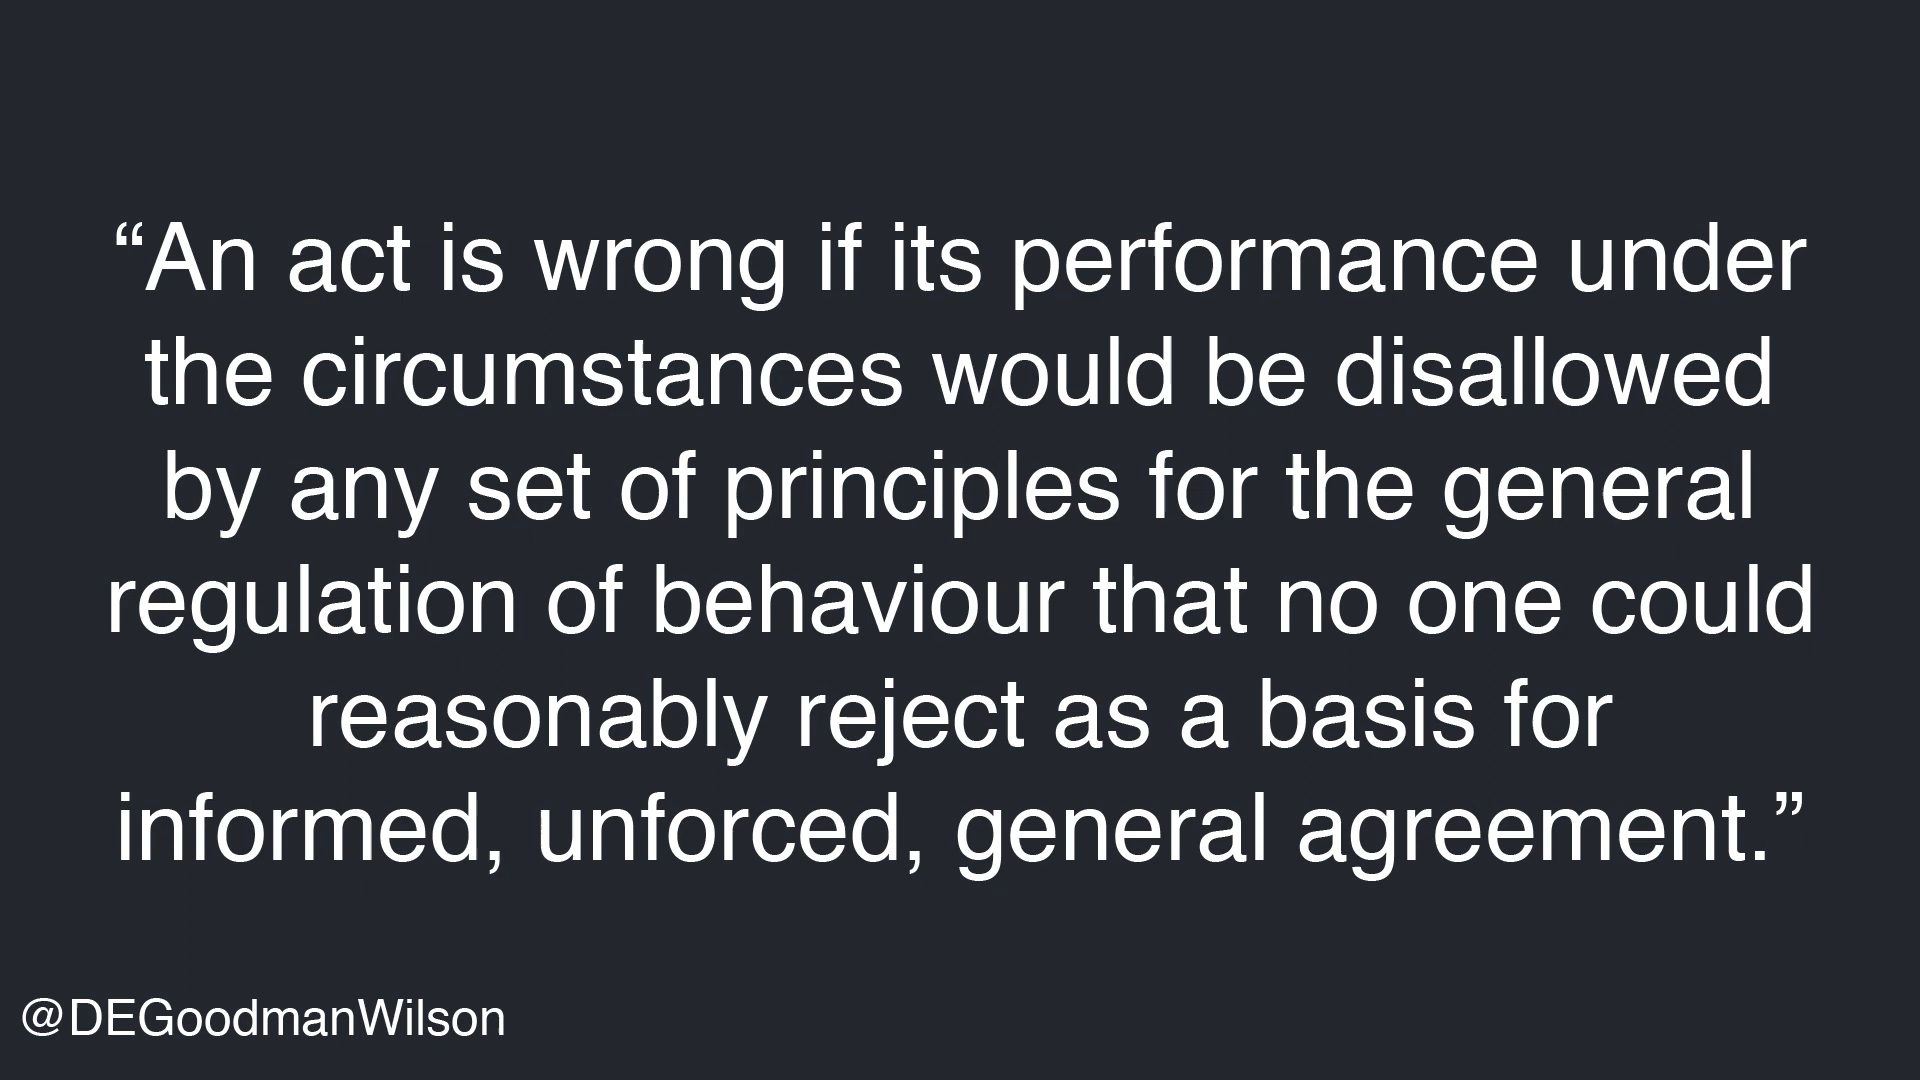 “An act is wrong if its performance under
the circumstances would be disallowed
by any set of principles for the general
regulation of behaviour that no one could
reasonably reject as a basis for
informed, unforced, general agreement.”
@DEGoodmanWilson